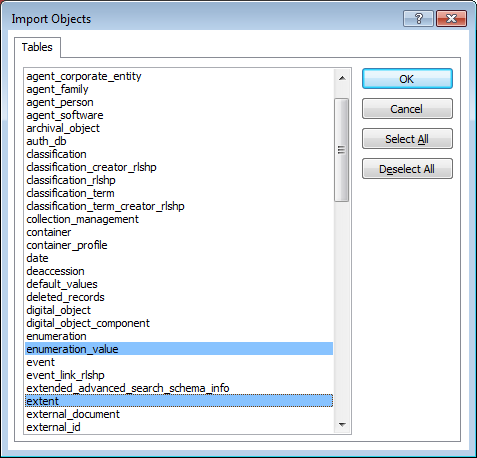 Import Objects
Tables
agent_corporate_entity
agent_family
agent_person
agent_software
archival_object
auth_db
classification
classification_creator_rlshp
classification_rlshp
classification_term
classification_term_creator_rlshp
collection_management
container
container_profile
date
deaccession
default_values
deleted_records
digital_object
digital_object_component
enumeration
enumeration_value
event
event_link_rlshp
extended_advanced_search_schema_info
extent
external_document
external_id
OK
Cancel
Select All
Deselect All